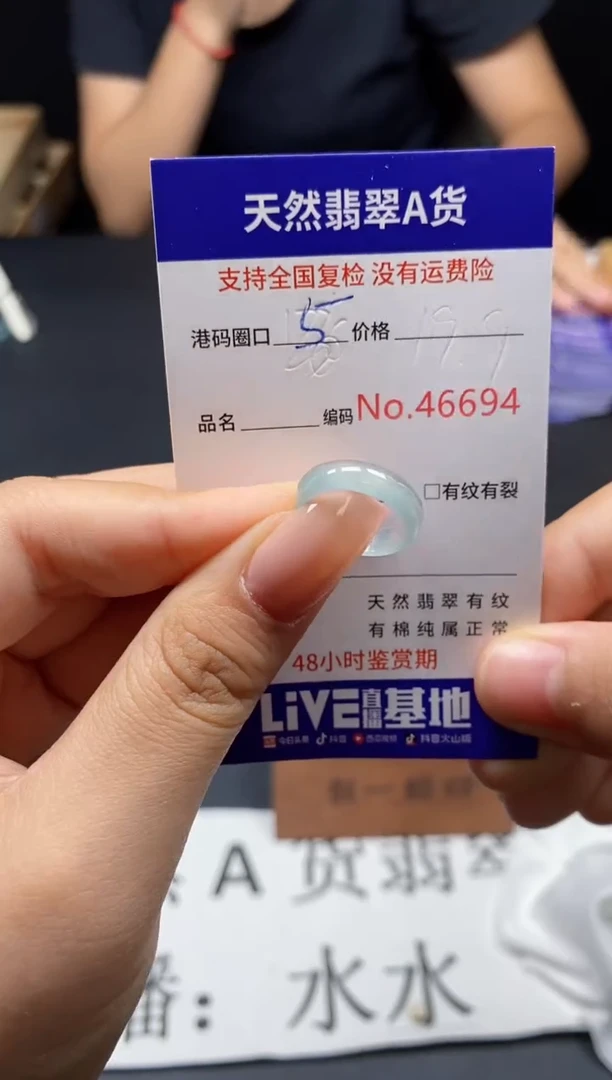 天然翡翠A货
支持全国复检 没有运费险
港码圈口 5 价格
品名 编码 No.46694
□有纹有裂
天然翡翠有纹
有棉纯属正常
48小时鉴赏期
LiVE直播基地
今日头条 抖音 西瓜视频 抖音火山版
A货翡翠
播：水水